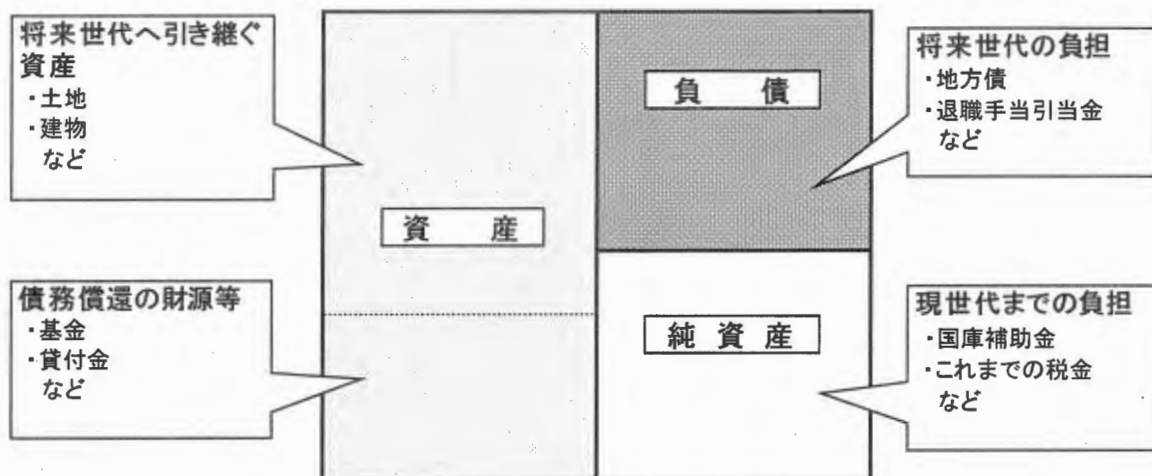 将来世代へ引き継ぐ
資産
・土地
・建物
など
債務償還の財源等
・基金
・貸付金
など
資 産
負 債
純 資 産
将来世代の負担
・地方債
・退職手当引当金
など
現世代までの負担
・国庫補助金
・これまでの税金
など